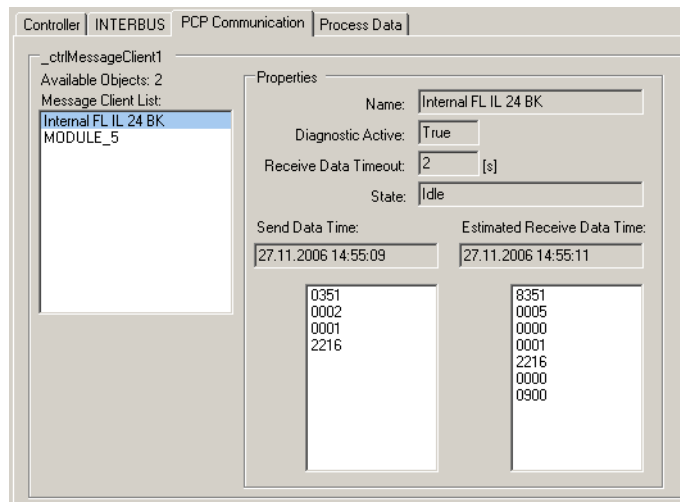 Controller INTERBUS PCP Communication Process Data
_ctrlMessageClient1
Available Objects: 2
Message Client List:
Internal FL IL 24 BK
MODULE_5
Properties
Name: Internal FL IL 24 BK
Diagnostic Active: True
Receive Data Timeout: 2 [s]
State: Idle
Send Data Time:
27.11.2006 14:55:09
0351
0002
0001
2216
Estimated Receive Data Time:
27.11.2006 14:55:11
8351
0005
0000
0001
2216
0000
0900